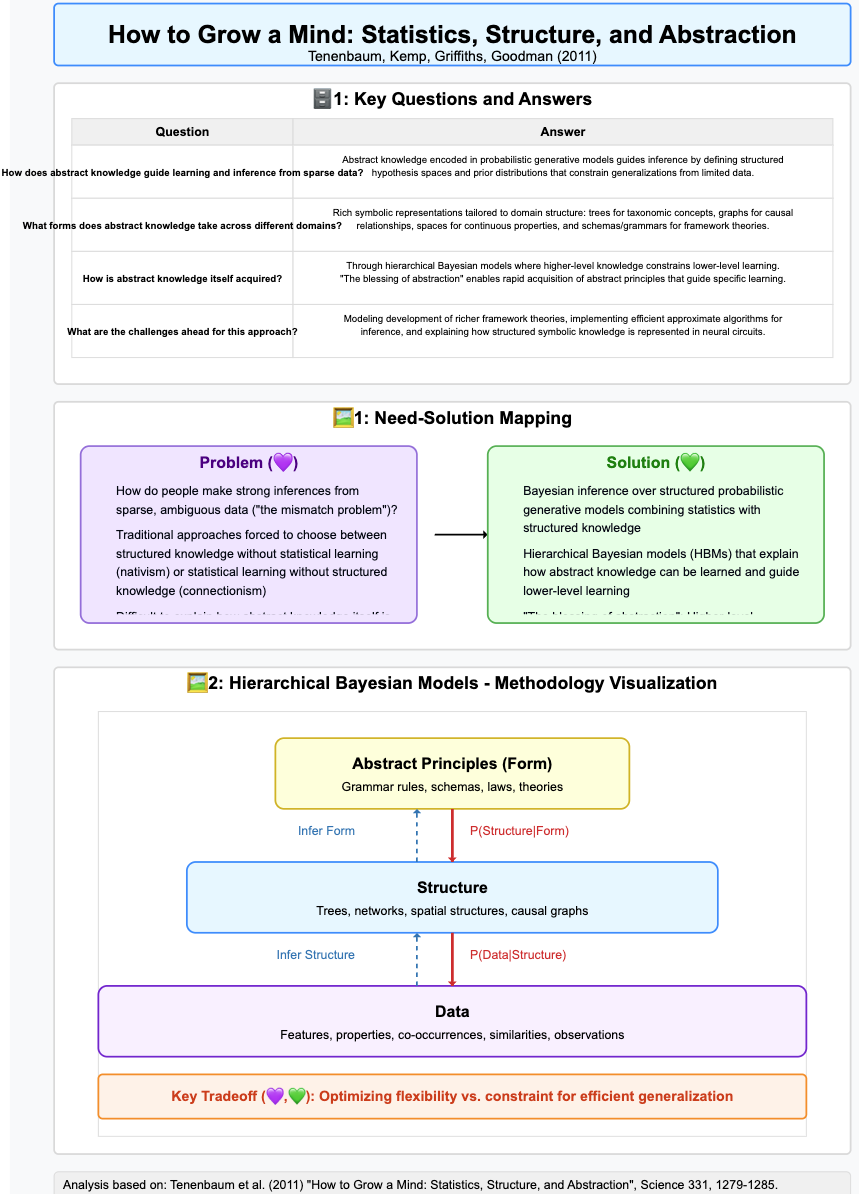 How to Grow a Mind: Statistics, Structure, and Abstraction
Tenenbaum, Kemp, Griffiths, Goodman (2011)
🗄️1: Key Questions and Answers
Question
Answer
How does abstract knowledge guide learning and inference from sparse data?
Abstract knowledge encoded in probabilistic generative models guides inference by defining structured
hypothesis spaces and prior distributions that constrain generalizations from limited data.
What forms does abstract knowledge take across different domains?
Rich symbolic representations tailored to domain structure: trees for taxonomic concepts, graphs for causal
relationships, spaces for continuous properties, and schemas/grammars for framework theories.
How is abstract knowledge itself acquired?
Through hierarchical Bayesian models where higher-level knowledge constrains lower-level learning.
"The blessing of abstraction" enables rapid acquisition of abstract principles that guide specific learning.
What are the challenges ahead for this approach?
Modeling development of richer framework theories, implementing efficient approximate algorithms for
inference, and explaining how structured symbolic knowledge is represented in neural circuits.
🖼️1: Need-Solution Mapping
Problem (💜)
How do people make strong inferences from
sparse, ambiguous data ("the mismatch problem")?
Traditional approaches forced to choose between
structured knowledge without statistical learning
(nativism) or statistical learning without structured
knowledge (connectionism)
Difficult to explain how abstract knowledge itself is
Solution (💚)
Bayesian inference over structured probabilistic
generative models combining statistics with
structured knowledge
Hierarchical Bayesian models (HBMs) that explain
how abstract knowledge can be learned and guide
lower-level learning
"The blessing of abstraction": Higher-level
🖼️2: Hierarchical Bayesian Models - Methodology Visualization
Abstract Principles (Form)
Grammar rules, schemas, laws, theories
Infer Form
P(Structure|Form)
Structure
Trees, networks, spatial structures, causal graphs
Infer Structure
P(Data|Structure)
Data
Features, properties, co-occurrences, similarities, observations
Key Tradeoff (💜,💚): Optimizing flexibility vs. constraint for efficient generalization
Analysis based on: Tenenbaum et al. (2011) "How to Grow a Mind: Statistics, Structure, and Abstraction", Science 331, 1279-1285.